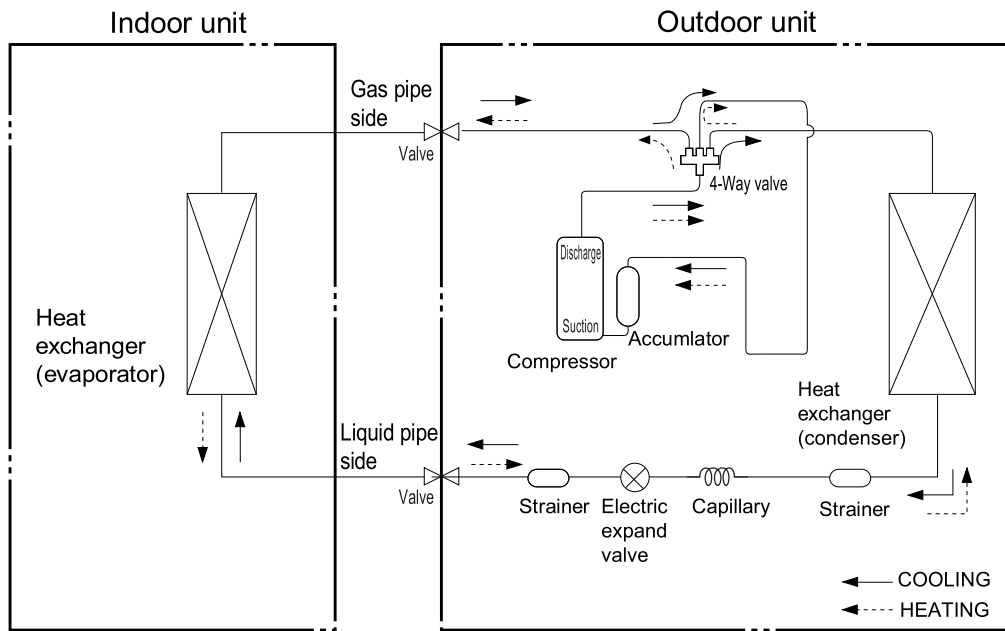 Indoor unit
Outdoor unit
Gas pipe
side
Valve
4-Way valve
Discharge
Suction
Compressor
Accumlator
Heat
exchanger
(evaporator)
Heat
exchanger
(condenser)
Liquid pipe
side
Valve
Strainer
Electric
expand
valve
Capillary
Strainer
COOLING
HEATING